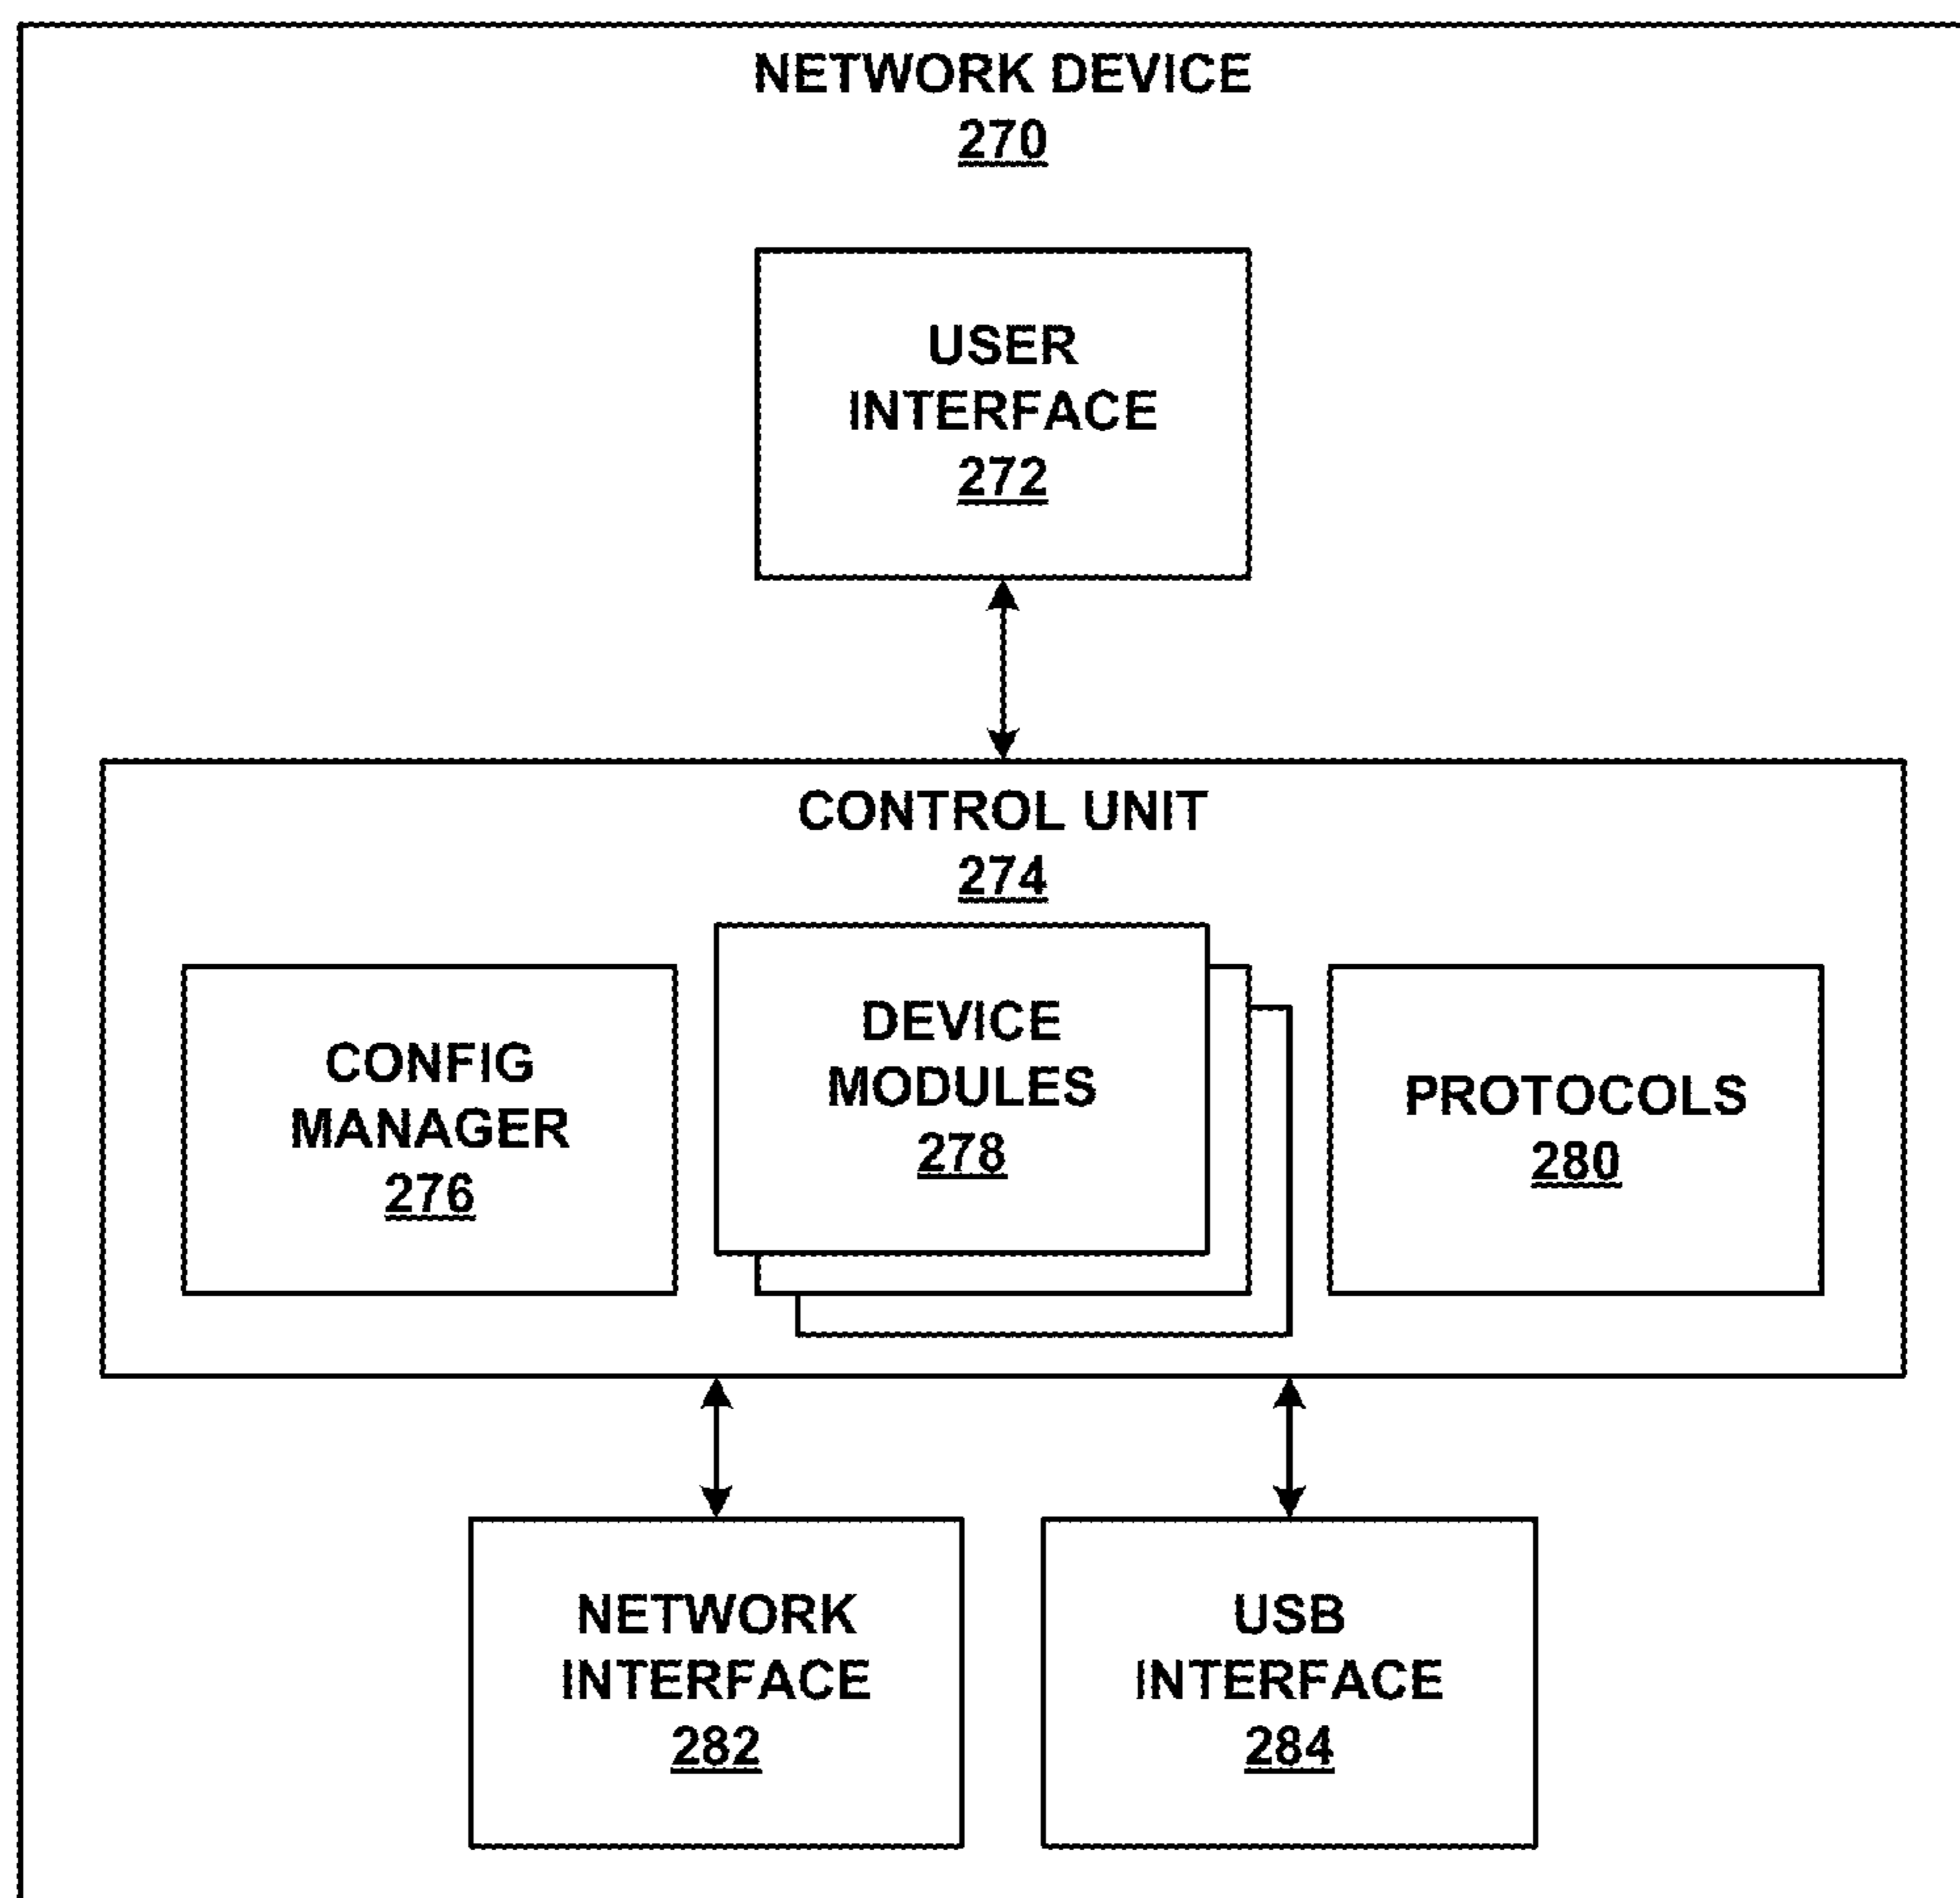 NETWORK DEVICE
270
USER
INTERFACE
272
CONTROL UNIT
274
CONFIG
MANAGER
276
DEVICE
MODULES
278
PROTOCOLS
280
NETWORK
INTERFACE
282
USB
INTERFACE
284